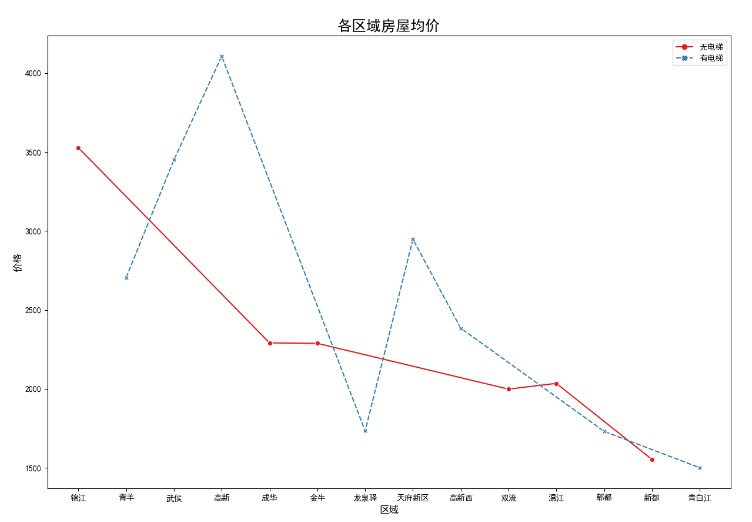 各区域房屋均价
无电梯
有电梯
4000
3500
3000
2500
2000
1500
价格
锦江 青羊 武侯 高新 成华 金牛 龙泉驿 天府新区 高新西 双流 温江 郫都 新都 青白江
区域